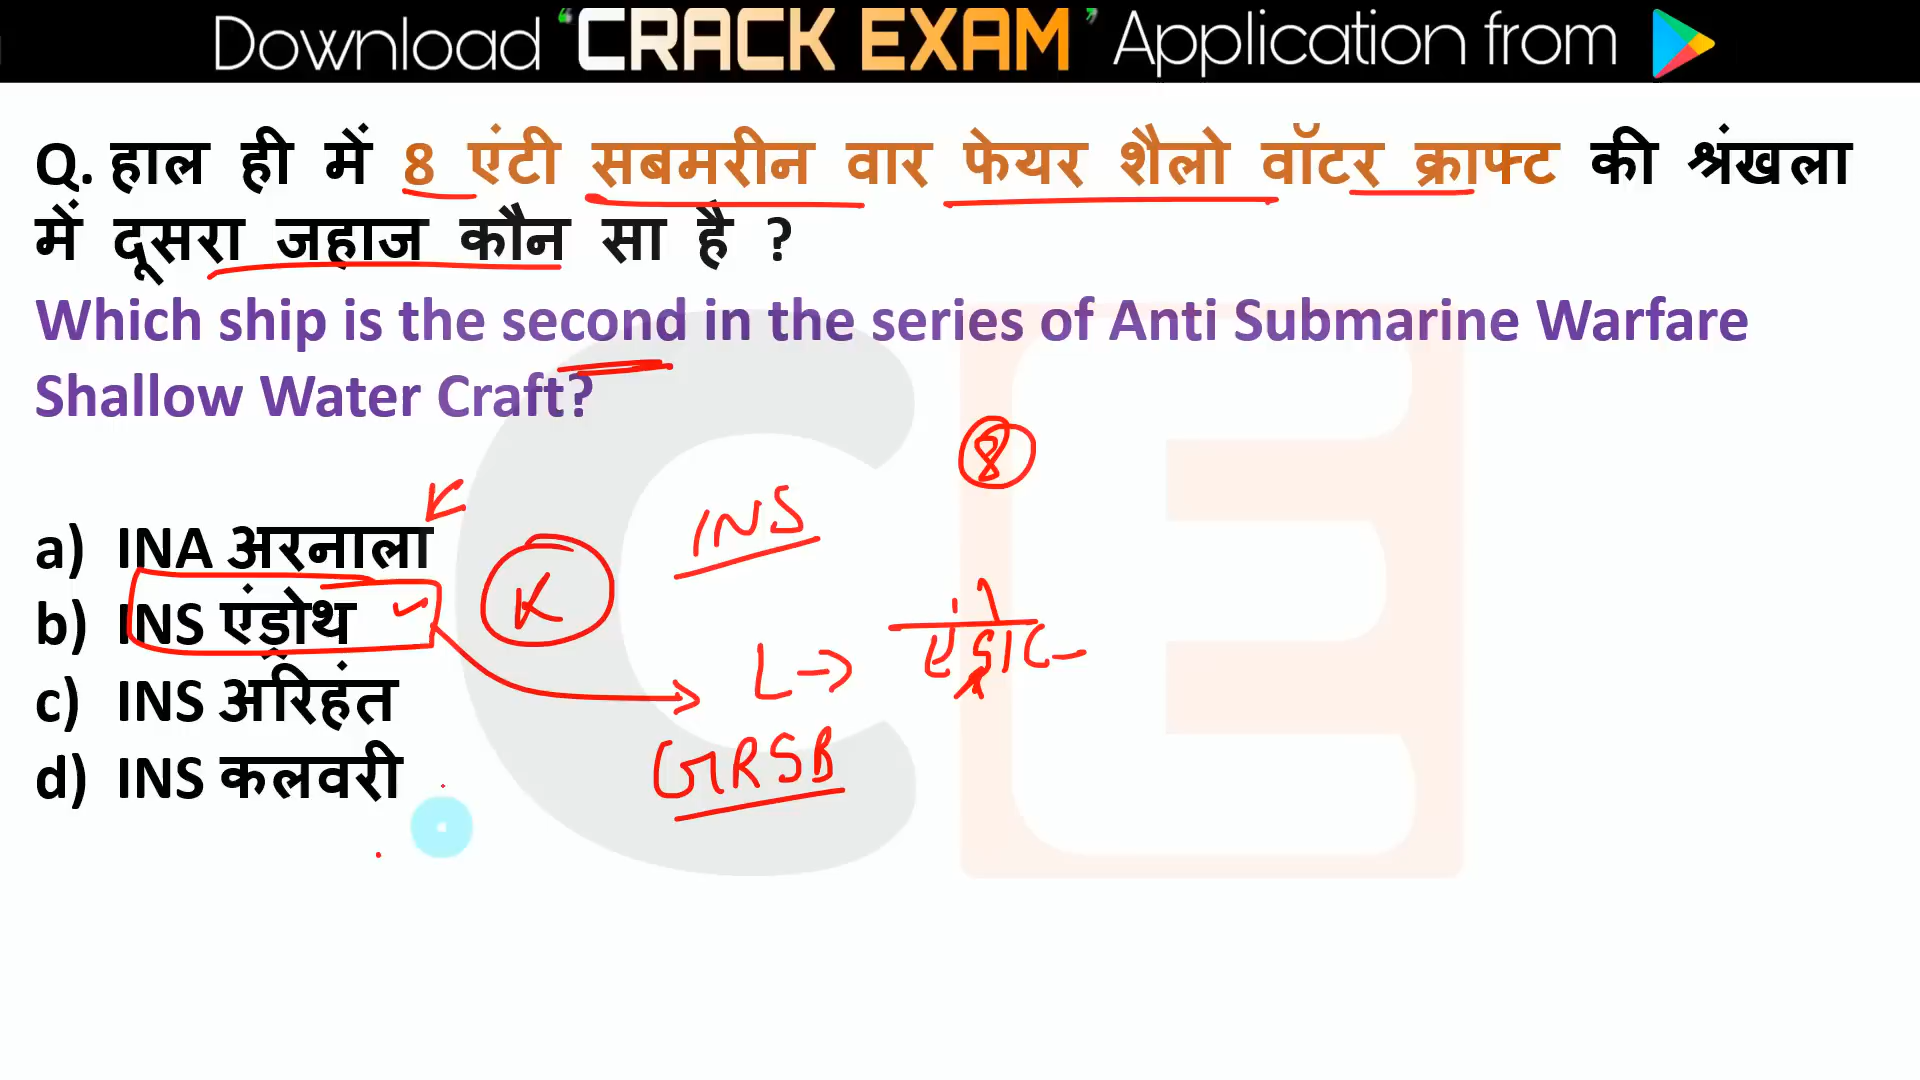 Download “CRACK EXAM” Application from
Q. हाल ही में 8 एंटी सबमरीन वार फेयर शैलो वॉटर क्राफ्ट की श्रंखला
में दूसरा जहाज कौन सा है ?
Which ship is the second in the series of Anti Submarine Warfare
Shallow Water Craft?
8
a) INA अरनाला
INS
K
b) INS एंड्रोथ
L →
c) INS अरिहंत
GRSB
d) INS कलवरी